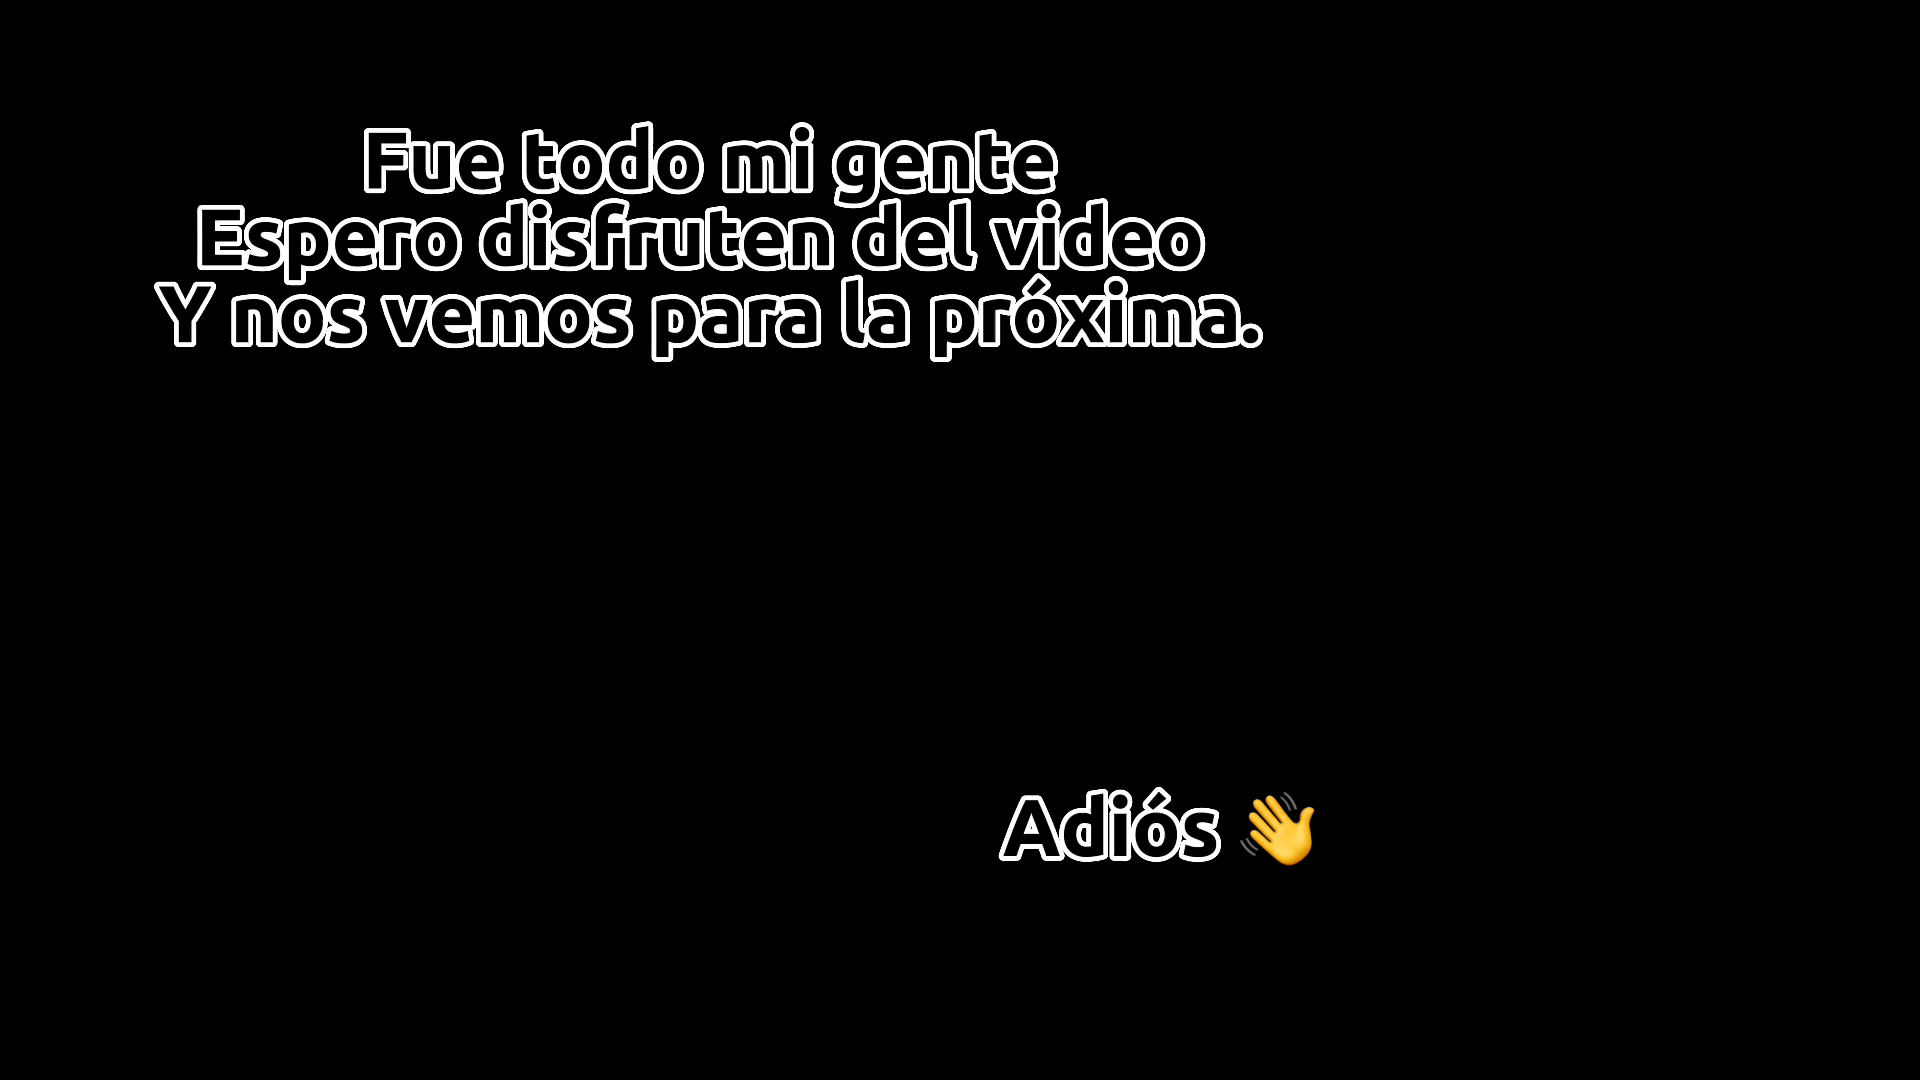 Fue todo mi gente
Espero disfruten del video
Y nos vemos para la próxima.
Adiós 👋